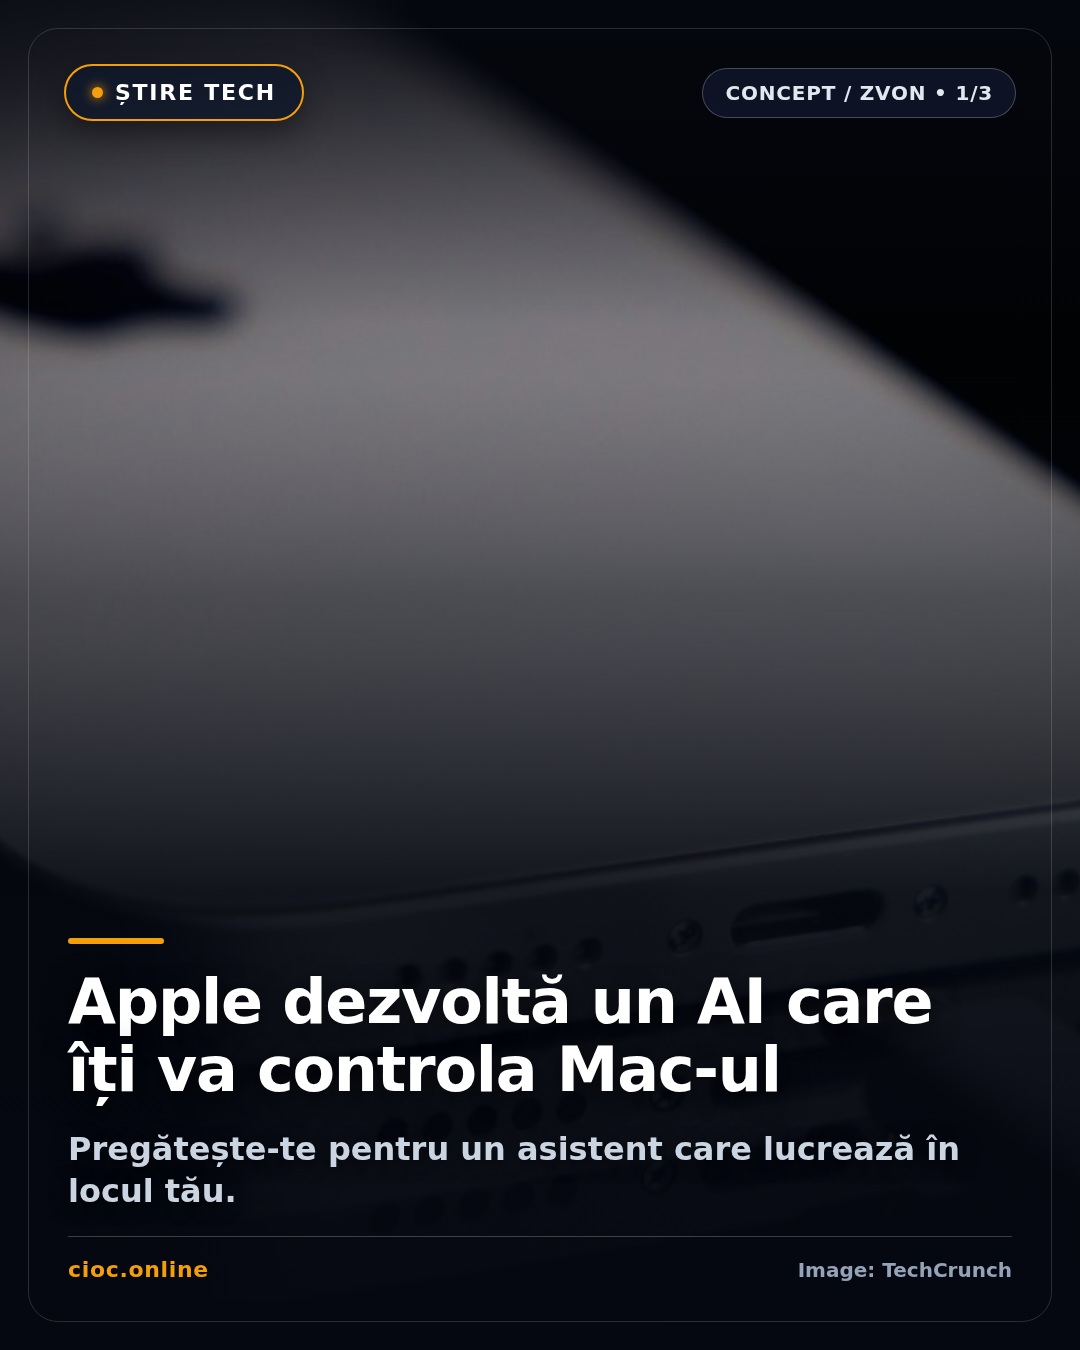 ȘTIRE TECH
CONCEPT / ZVON • 1/3
Apple dezvoltă un AI care
îți va controla Mac-ul
Pregătește-te pentru un asistent care lucrează în
locul tău.
cioc.online
Image: TechCrunch